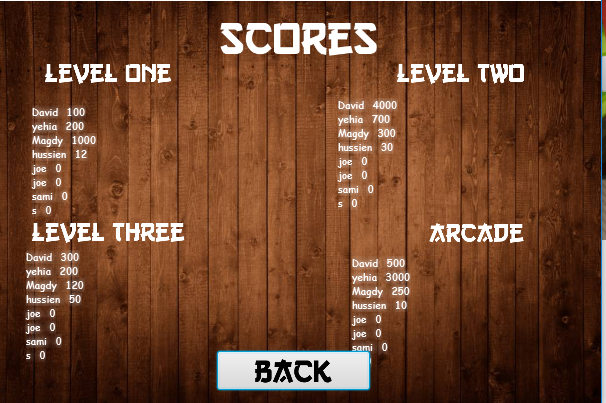 SCORES
LEVEL ONE
David 100
yehia 200
Magdy 1000
hussien 12
joe 0
joe 0
sami 0
s 0
LEVEL TWO
David 4000
yehia 700
Magdy 300
hussien 30
joe 0
joe 0
sami 0
s 0
LEVEL THREE
David 300
yehia 200
Magdy 120
hussien 50
joe 0
joe 0
sami 0
s 0
ARCADE
David 500
yehia 3000
Magdy 250
hussien 10
joe 0
joe 0
sami 0
BACK